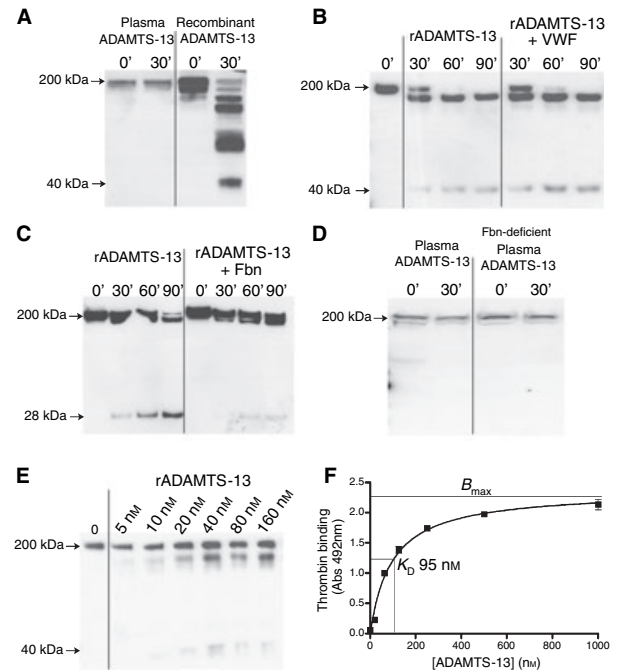 A
Plasma ADAMTS-13
Recombinant ADAMTS-13
0' 30' 0' 30'
200 kDa
40 kDa
B
rADAMTS-13
rADAMTS-13 + VWF
0' 30' 60' 90' 30' 60' 90'
200 kDa
40 kDa
C
rADAMTS-13
rADAMTS-13 + Fbn
0' 30' 60' 90' 0' 30' 60' 90'
200 kDa
28 kDa
D
Plasma ADAMTS-13
Fbn-deficient Plasma ADAMTS-13
0' 30' 0' 30'
200 kDa
E
rADAMTS-13
0 5 nM 10 nM 20 nM 40 nM 80 nM 160 nM
200 kDa
40 kDa
F
Thrombin binding
(Abs 492nm)
2.5
2.0
1.5
1.0
0.5
0.0
Bmax
KD 95 nM
0 200 400 600 800 1000
[ADAMTS-13] (nM)